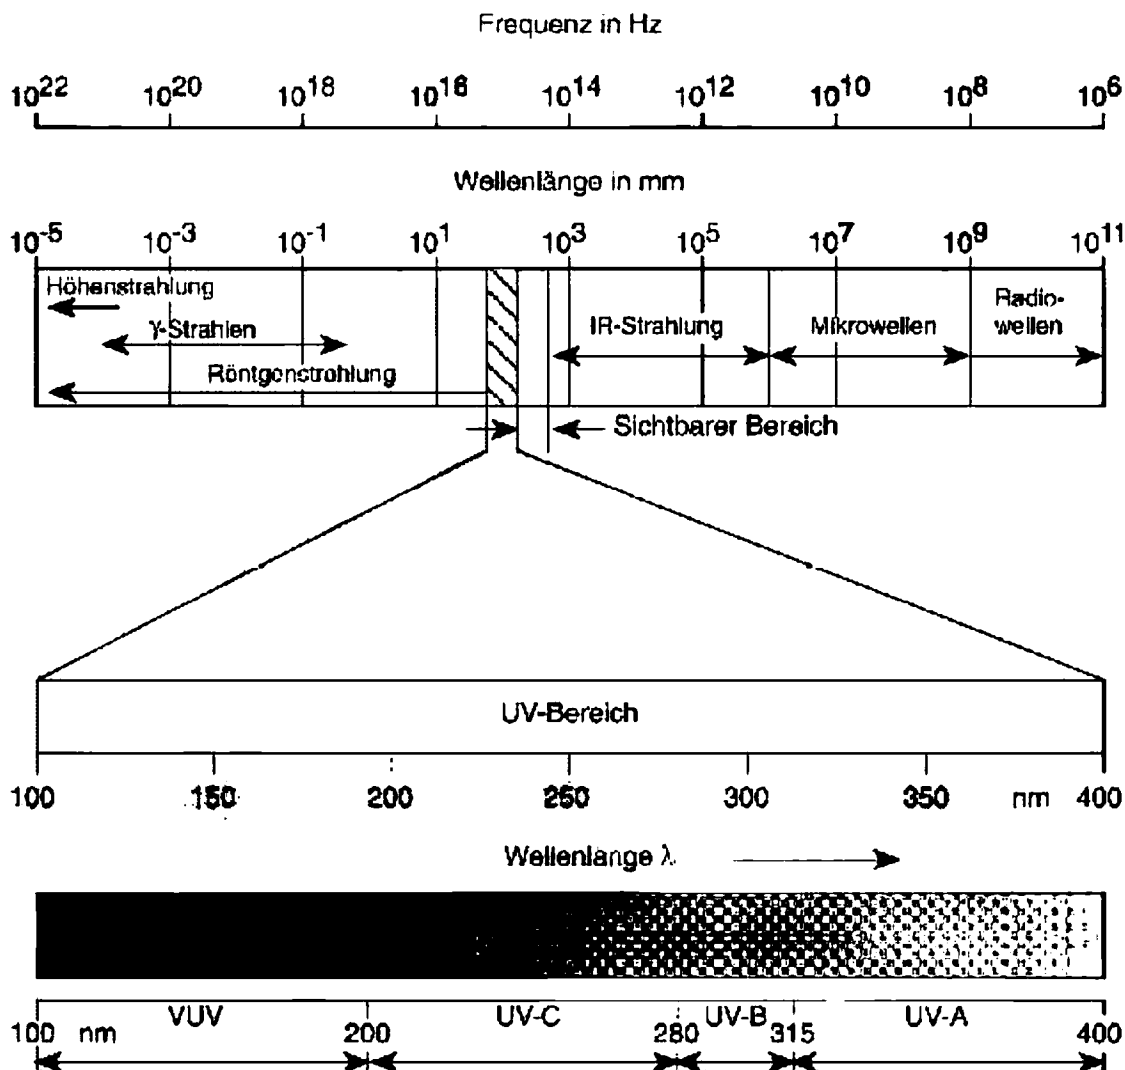 Frequenz in Hz
10²² 10²⁰ 10¹⁸ 10¹⁶ 10¹⁴ 10¹² 10¹⁰ 10⁸ 10⁶
Wellenlänge in mm
10⁻⁵ 10⁻³ 10⁻¹ 10¹ 10³ 10⁵ 10⁷ 10⁹ 10¹¹
Höhenstrahlung
γ-Strahlen
Röntgenstrahlung
IR-Strahlung
Mikrowellen
Radio-
wellen
Sichtbarer Bereich
UV-Bereich
100 150 200 250 300 350 nm 400
Wellenlange λ
VUV UV-C UV-B UV-A
100 nm 200 280 315 400